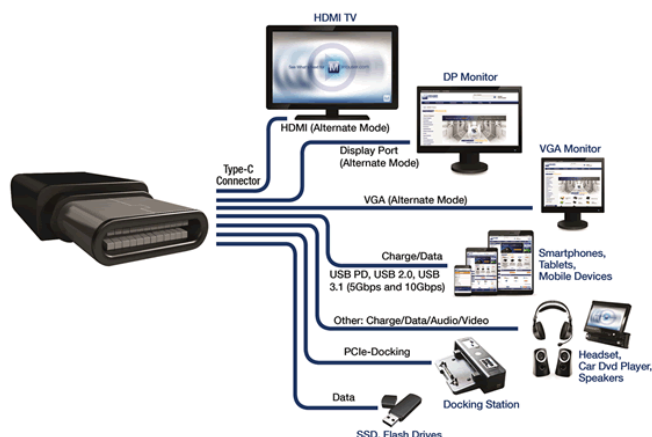 HDMI TV
HDMI (Alternate Mode)
DP Monitor
Display Port
(Alternate Mode)
Type-C
Connector
VGA Monitor
VGA (Alternate Mode)
Charge/Data
USB PD, USB 2.0, USB
3.1 (5Gbps and 10Gbps)
Smartphones,
Tablets,
Mobile Devices
Other: Charge/Data/Audio/Video
Headset,
Car Dvd Player,
Speakers
PCIe-Docking
Docking Station
Data
SSD, Flash Drives